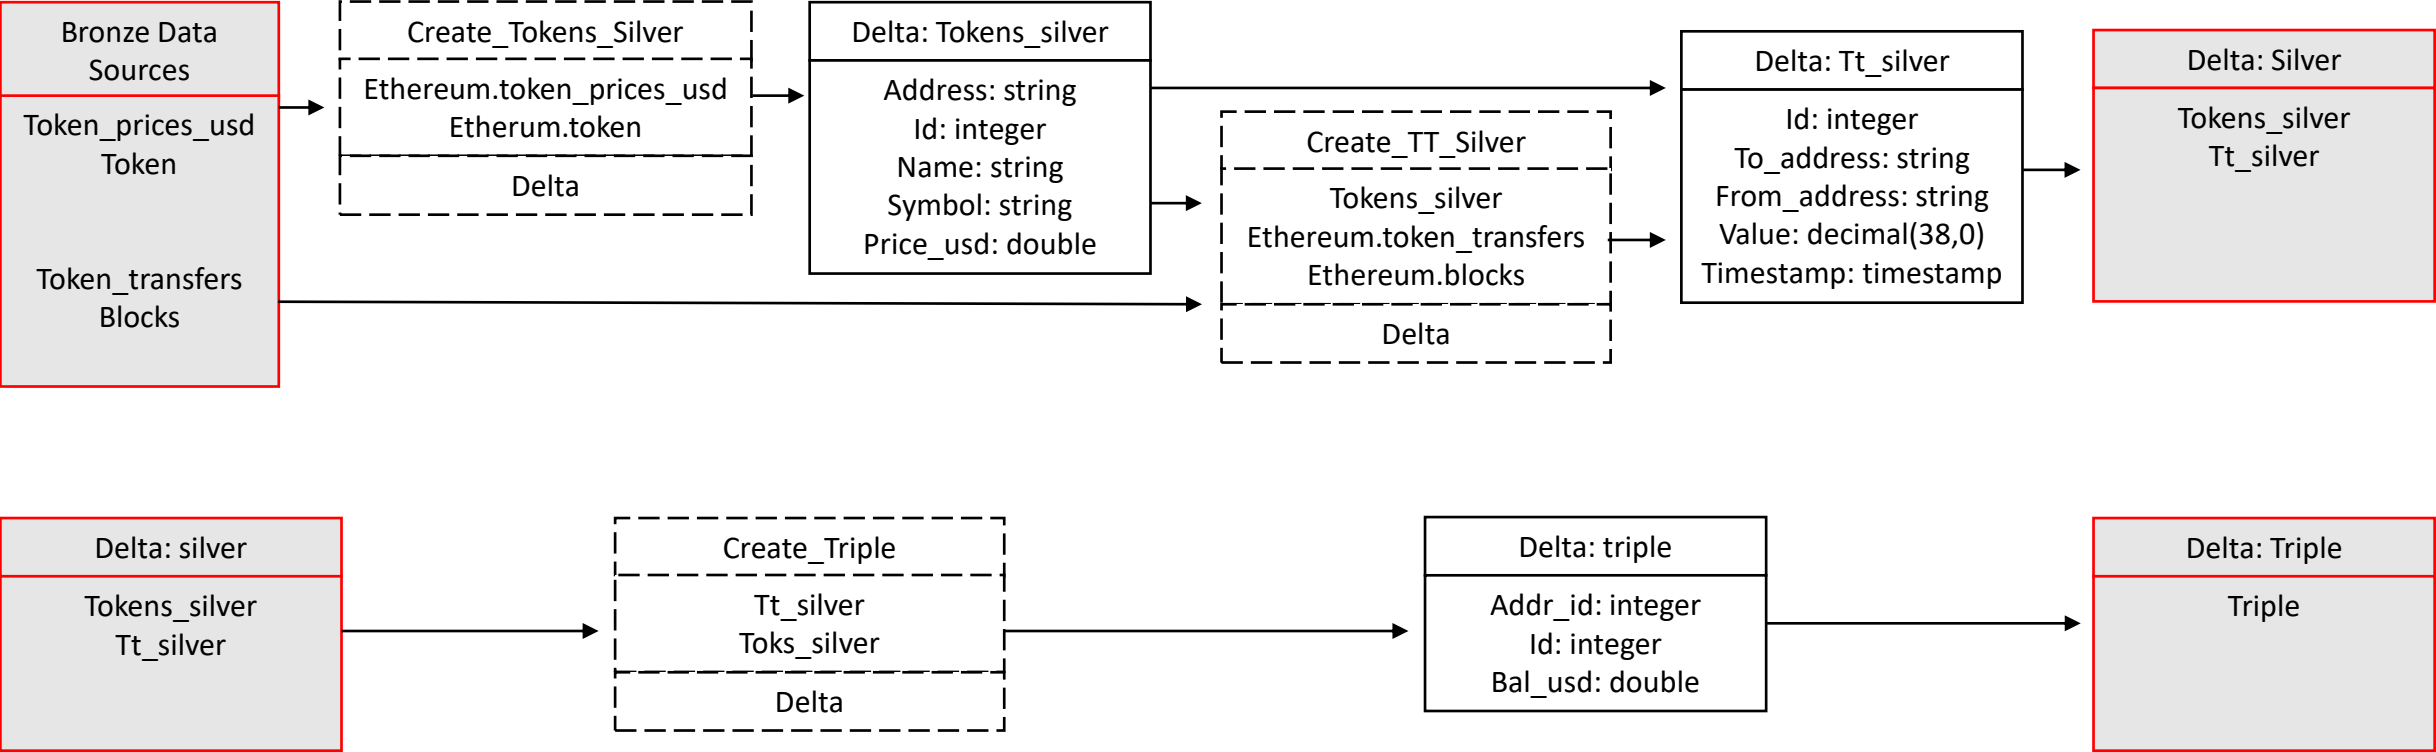 Bronze Data
Sources
Token_prices_usd
Token
Token_transfers
Blocks
Create_Tokens_Silver
Ethereum.token_prices_usd
Etherum.token
Delta
Delta: Tokens_silver
Address: string
Id: integer
Name: string
Symbol: string
Price_usd: double
Create_TT_Silver
Tokens_silver
Ethereum.token_transfers
Ethereum.blocks
Delta
Delta: Tt_silver
Id: integer
To_address: string
From_address: string
Value: decimal(38,0)
Timestamp: timestamp
Delta: Silver
Tokens_silver
Tt_silver
Delta: silver
Tokens_silver
Tt_silver
Create_Triple
Tt_silver
Toks_silver
Delta
Delta: triple
Addr_id: integer
Id: integer
Bal_usd: double
Delta: Triple
Triple